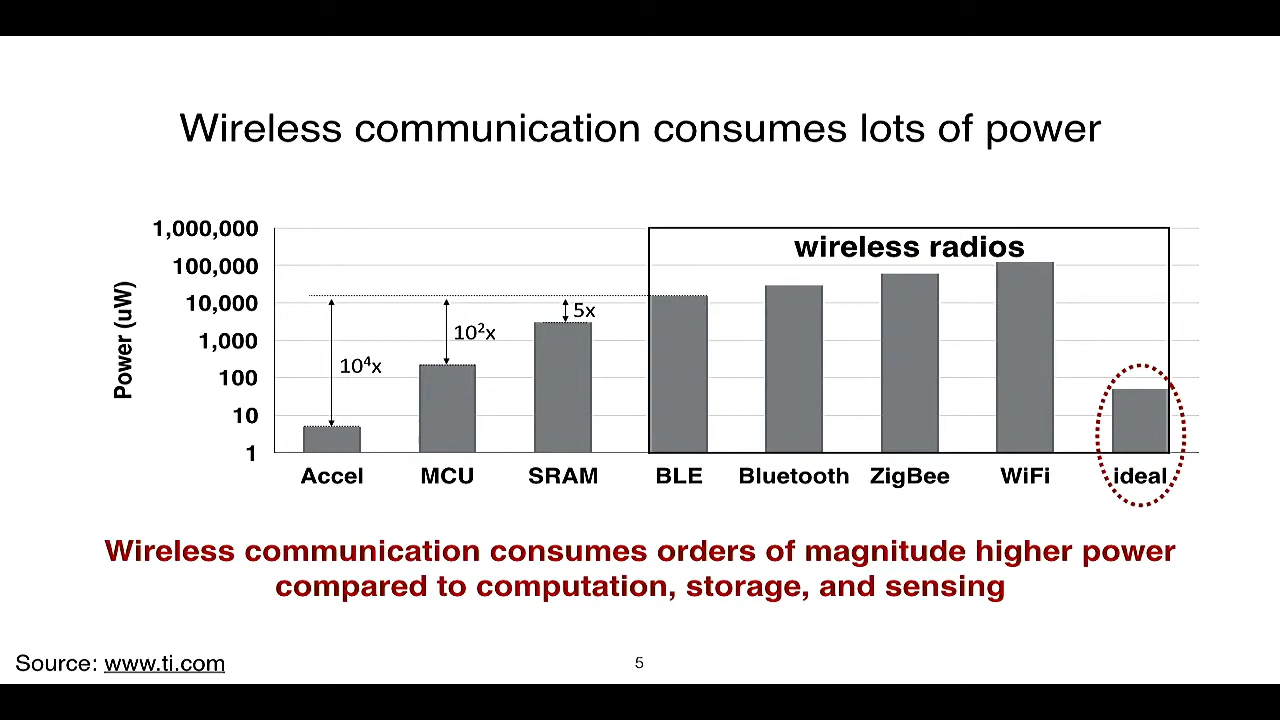 Wireless communication consumes lots of power
1,000,000
100,000
10,000
1,000
100
10
1
Power (uW)
wireless radios
5x
10²x
10⁴x
Accel MCU SRAM BLE Bluetooth ZigBee WiFi ideal
Wireless communication consumes orders of magnitude higher power
compared to computation, storage, and sensing
Source: www.ti.com
5